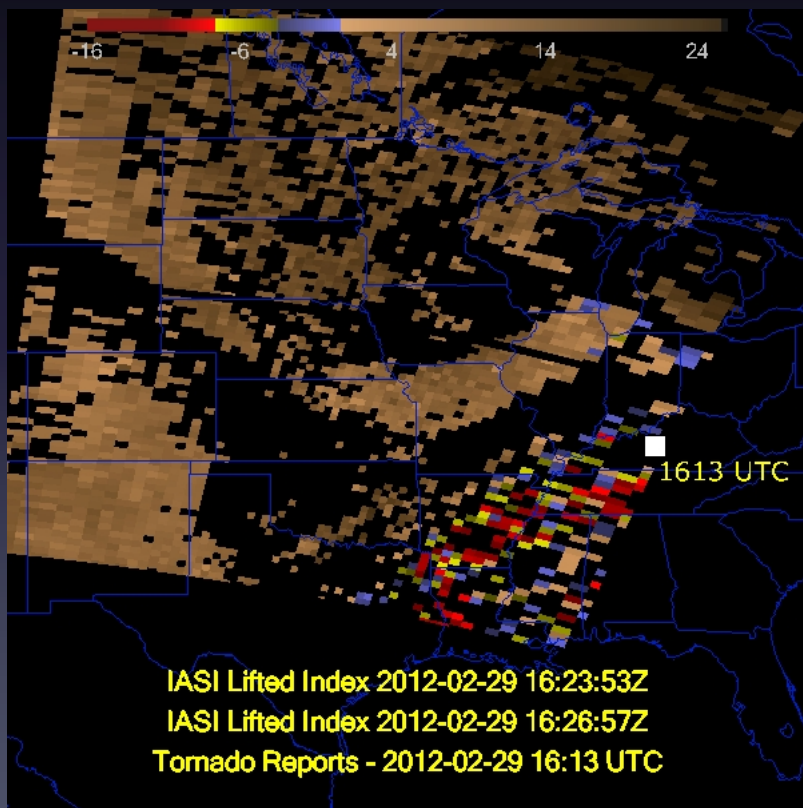 -16 -6 4 14 24
1613 UTC
IASI Lifted Index 2012-02-29 16:23:53Z
IASI Lifted Index 2012-02-29 16:26:57Z
Tornado Reports - 2012-02-29 16:13 UTC